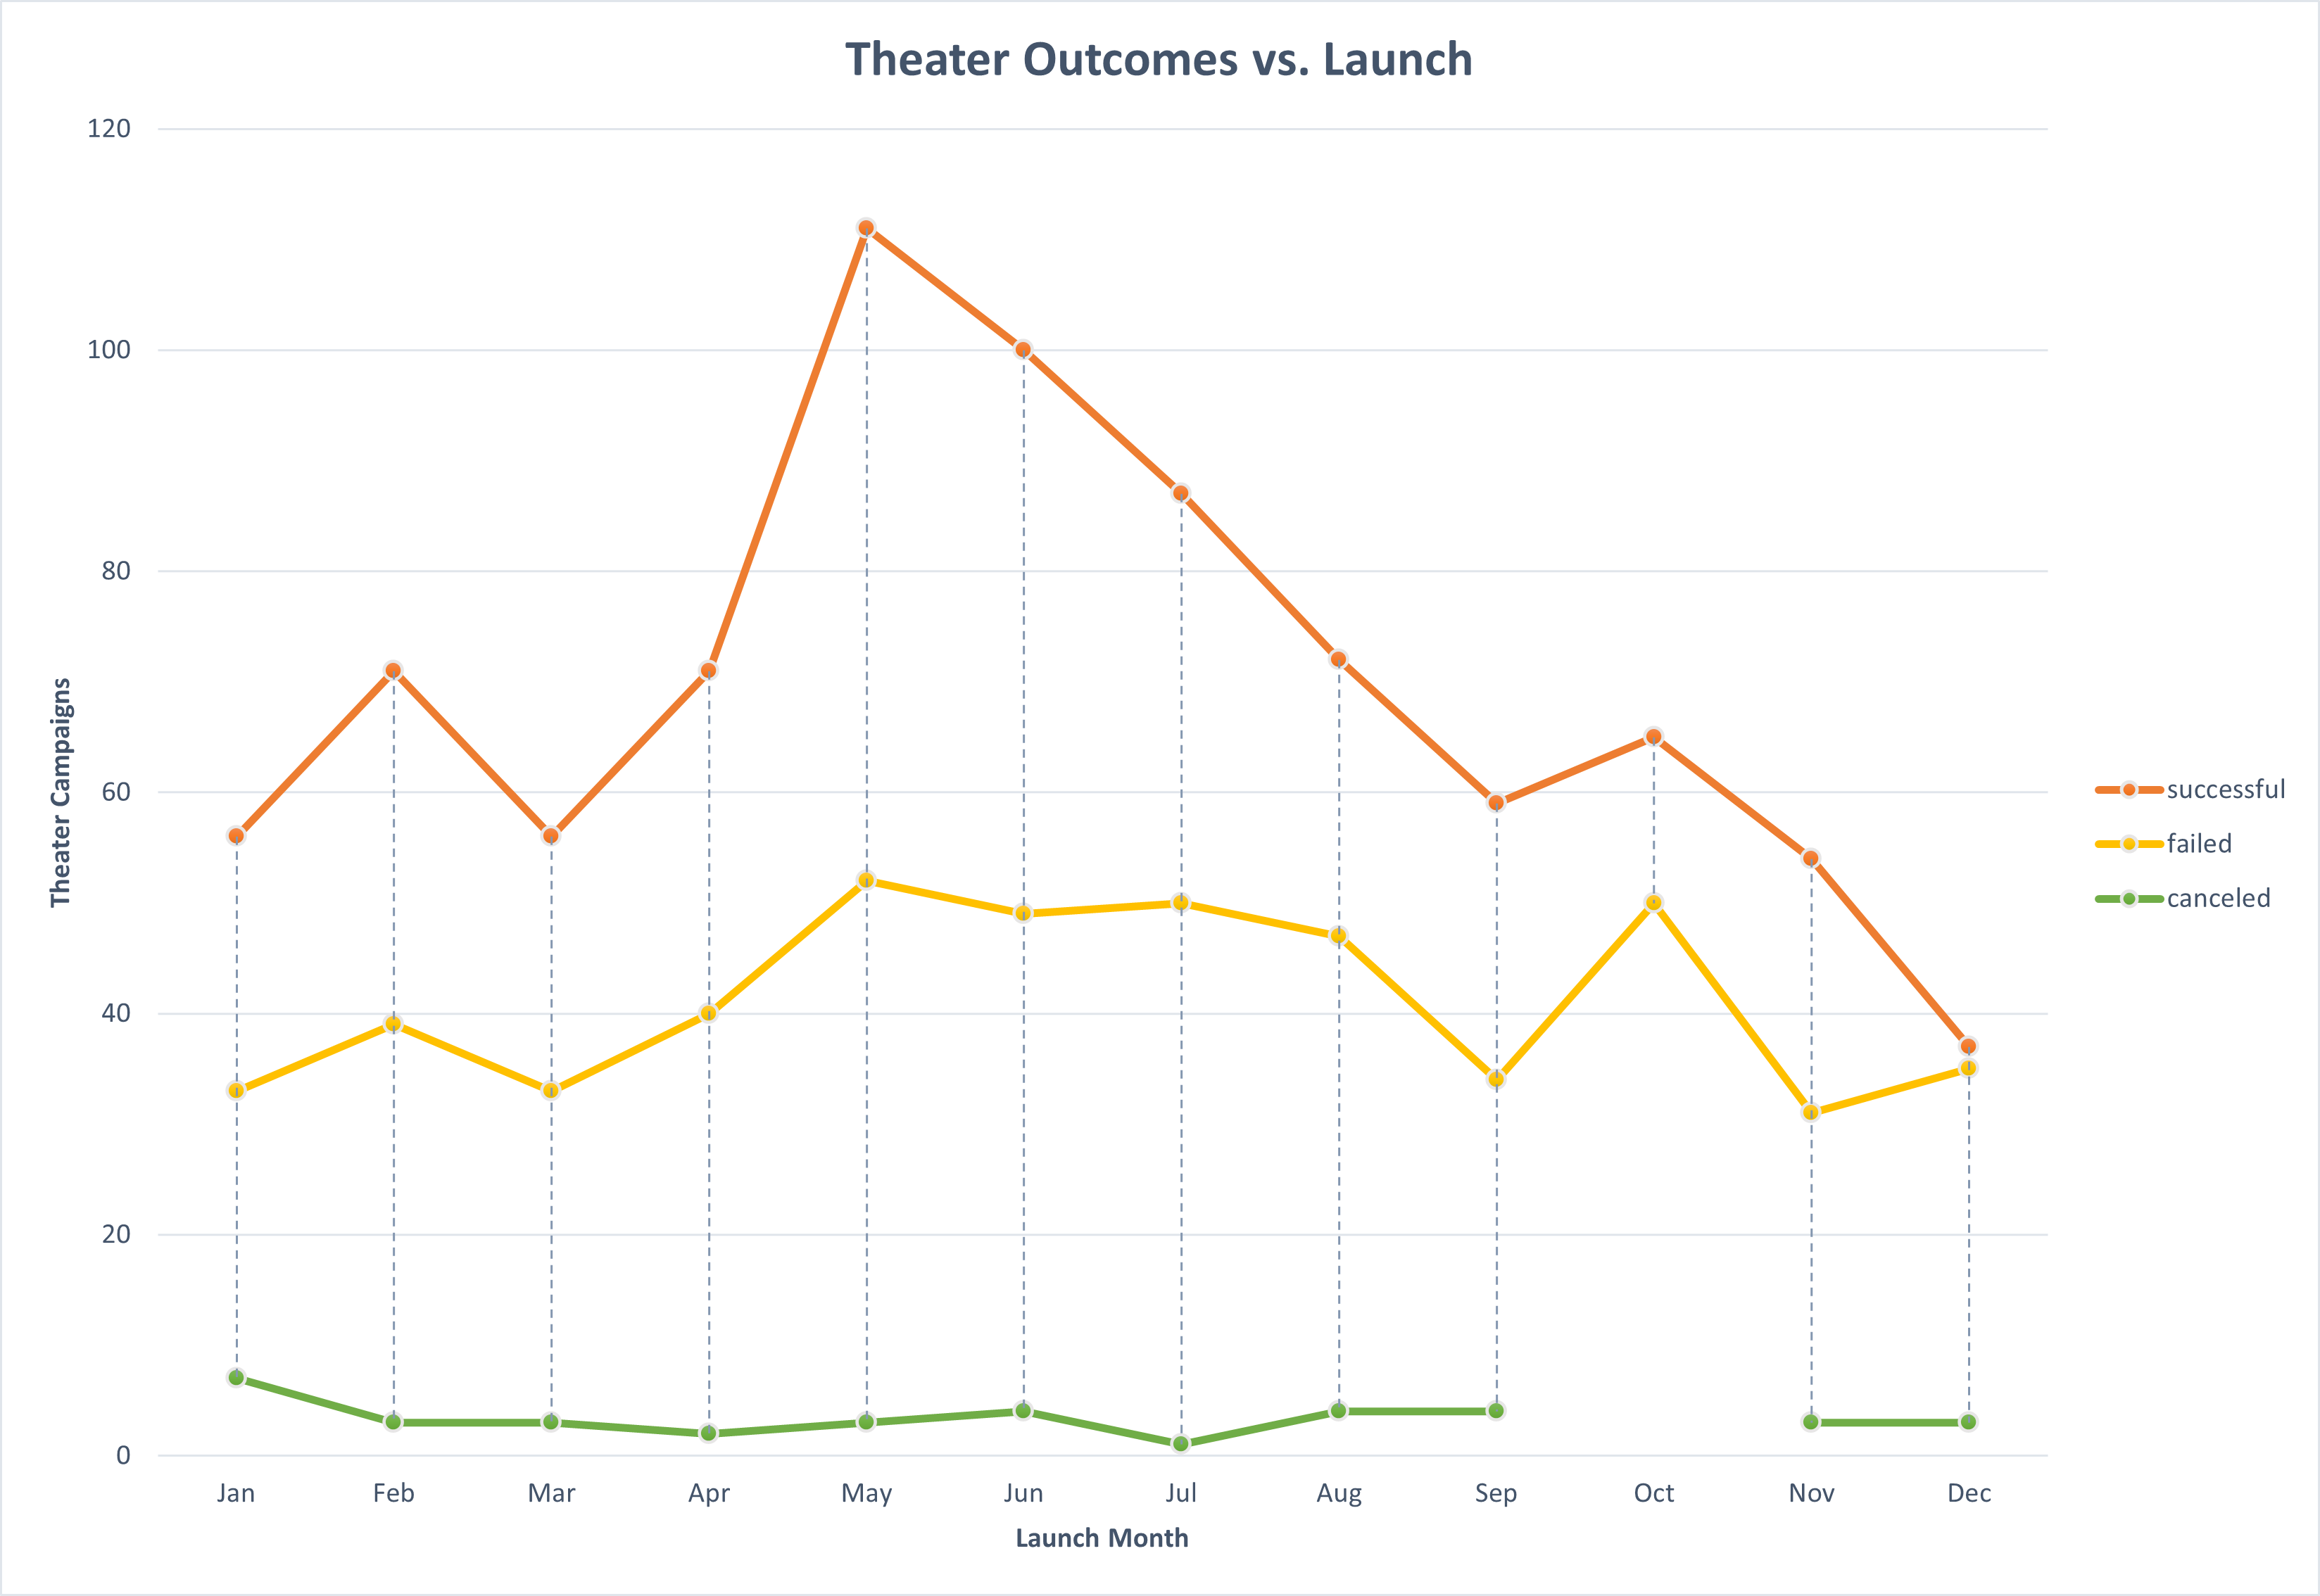 Theater Outcomes vs. Launch
120
100
80
60
40
20
0
Theater Campaigns
Jan Feb Mar Apr May Jun Jul Aug Sep Oct Nov Dec
Launch Month
successful
failed
canceled